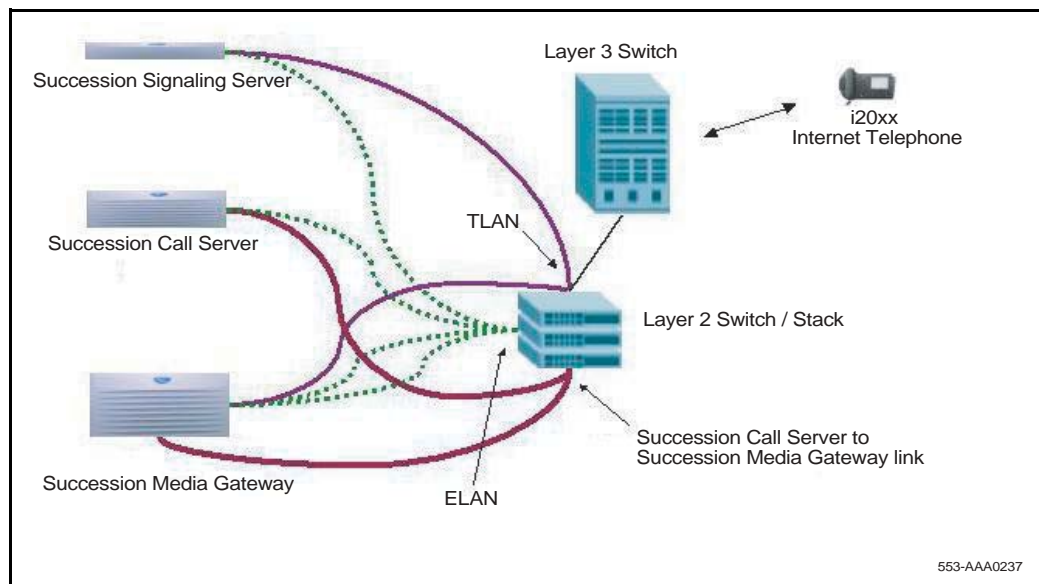 Layer 3 Switch
Succession Signaling Server
i20xx
Internet Telephone
TLAN
Succession Call Server
Layer 2 Switch / Stack
Succession Call Server to
Succession Media Gateway link
Succession Media Gateway
ELAN
553-AAA0237